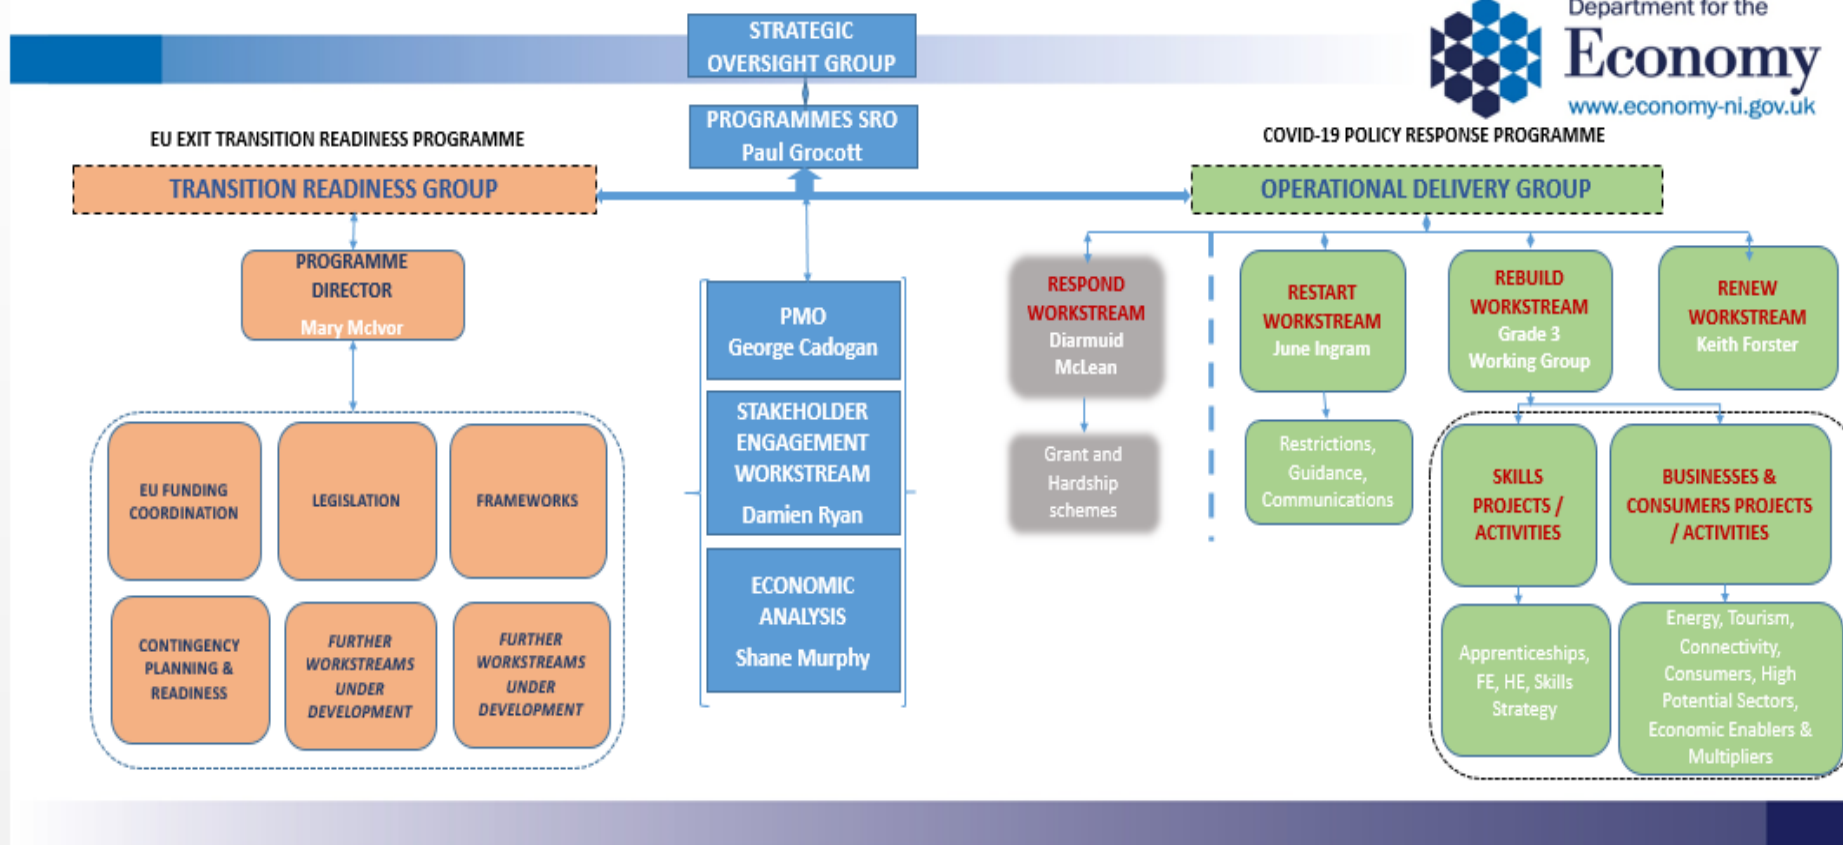 Department for the
Economy
www.economy-ni.gov.uk
STRATEGIC
OVERSIGHT GROUP
PROGRAMMES SRO
Paul Grocott
EU EXIT TRANSITION READINESS PROGRAMME
TRANSITION READINESS GROUP
PROGRAMME
DIRECTOR
Mary McIvor
EU FUNDING
COORDINATION
LEGISLATION
FRAMEWORKS
CONTINGENCY
PLANNING &
READINESS
FURTHER
WORKSTREAMS
UNDER
DEVELOPMENT
FURTHER
WORKSTREAMS
UNDER
DEVELOPMENT
PMO
George Cadogan
STAKEHOLDER
ENGAGEMENT
WORKSTREAM
Damien Ryan
ECONOMIC
ANALYSIS
Shane Murphy
COVID-19 POLICY RESPONSE PROGRAMME
OPERATIONAL DELIVERY GROUP
RESPOND
WORKSTREAM
Diarmuid
McLean
Grant and
Hardship
schemes
RESTART
WORKSTREAM
June Ingram
Restrictions,
Guidance,
Communications
REBUILD
WORKSTREAM
Grade 3
Working Group
RENEW
WORKSTREAM
Keith Forster
SKILLS
PROJECTS /
ACTIVITIES
BUSINESSES &
CONSUMERS PROJECTS
/ ACTIVITIES
Apprenticeships,
FE, HE, Skills
Strategy
Energy, Tourism,
Connectivity,
Consumers, High
Potential Sectors,
Economic Enablers &
Multipliers